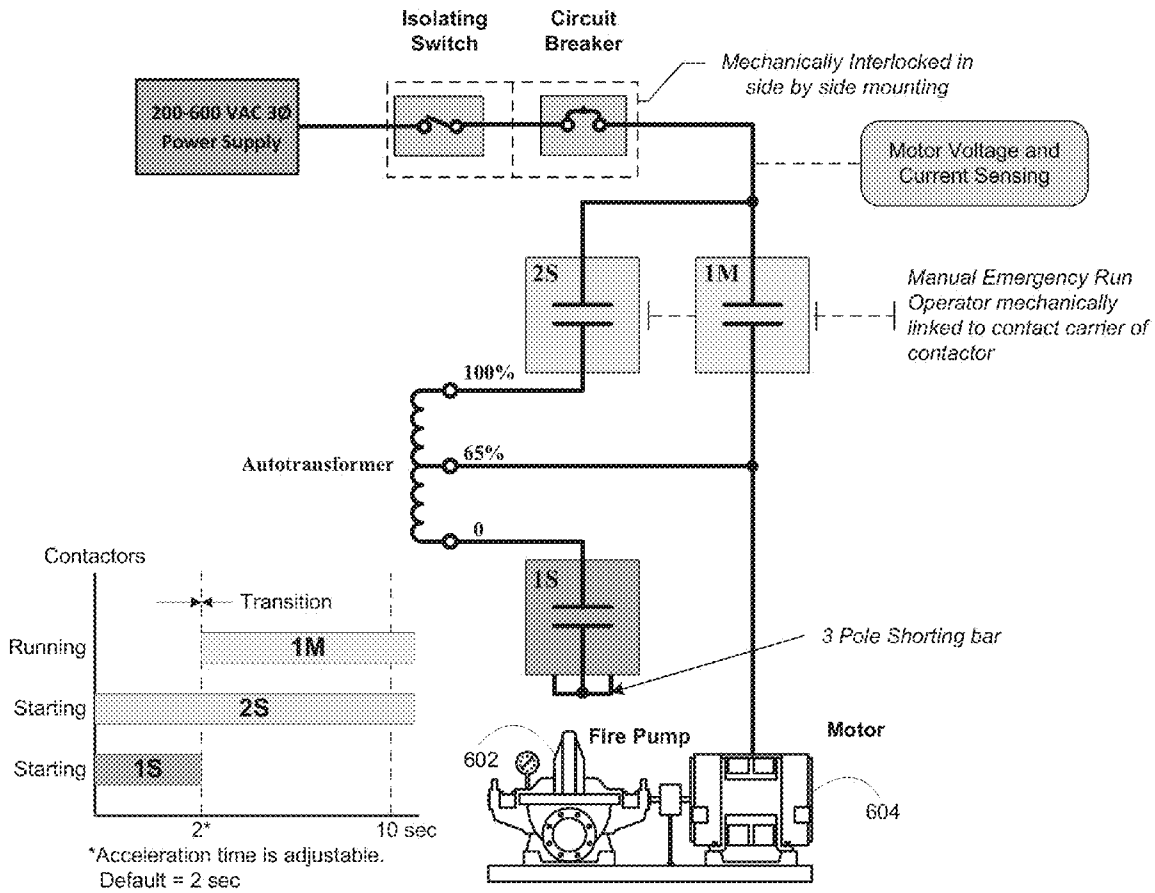 Isolating
Switch
Circuit
Breaker
Mechanically Interlocked in
side by side mounting
200-600 VAC 3Ø
Power Supply
Motor Voltage and
Current Sensing
2S
1M
Manual Emergency Run
Operator mechanically
linked to contact carrier of
contactor
100%
65%
Autotransformer
0
1S
3 Pole Shorting bar
Contactors
Transition
Running
1M
Starting
2S
Starting
1S
2*
10 sec
*Acceleration time is adjustable.
Default = 2 sec
Fire Pump
602
Motor
604